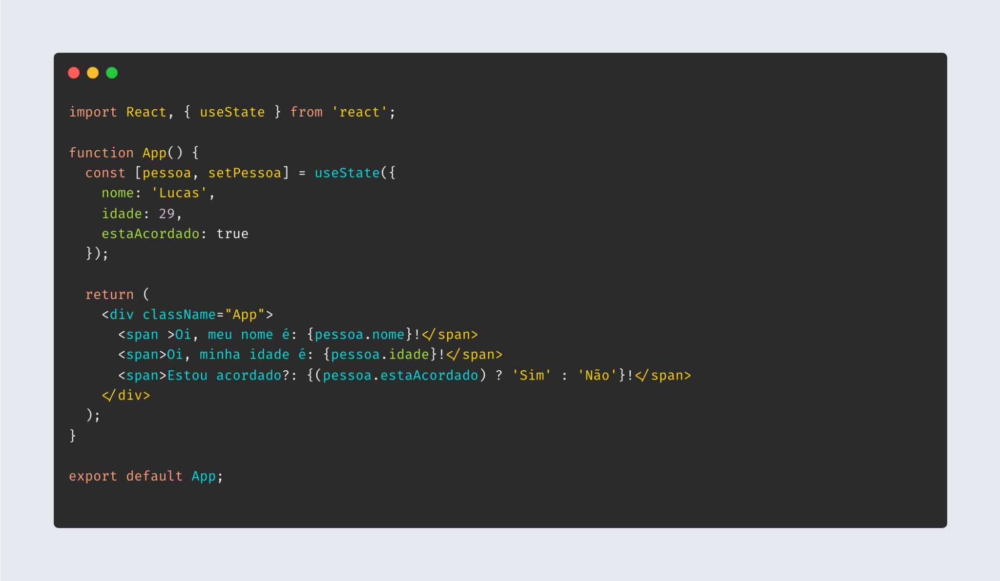 import React, { useState } from 'react';
function App() {
  const [pessoa, setPessoa] = useState({
    nome: 'Lucas',
    idade: 29,
    estaAcordado: true
  });
  return (
    <div className="App">
      <span >Oi, meu nome é: {pessoa.nome}!</span>
      <span>Oi, minha idade é: {pessoa.idade}!</span>
      <span>Estou acordado?: {(pessoa.estaAcordado) ? 'Sim' : 'Não'}!</span>
    </div>
  );
}
export default App;